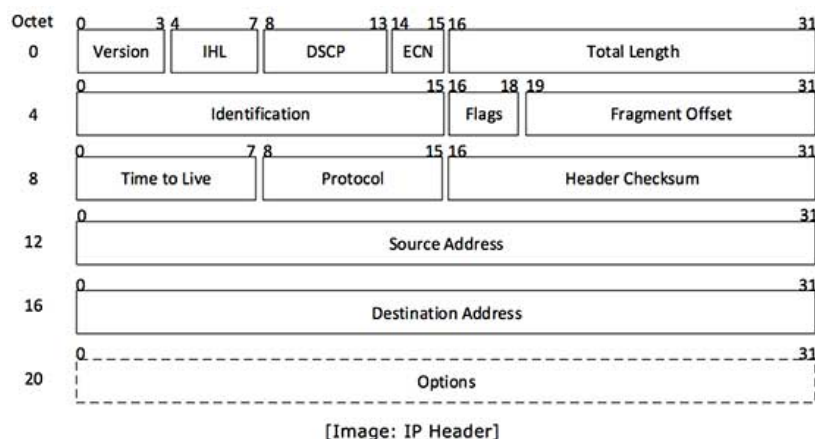 Octet 0 3 4 7 8 13 14 15 16 31
0 Version IHL DSCP ECN Total Length
0 15 16 18 19 31
4 Identification Flags Fragment Offset
0 7 8 15 16 31
8 Time to Live Protocol Header Checksum
0 31
12 Source Address
0 31
16 Destination Address
0 31
20 Options
[Image: IP Header]